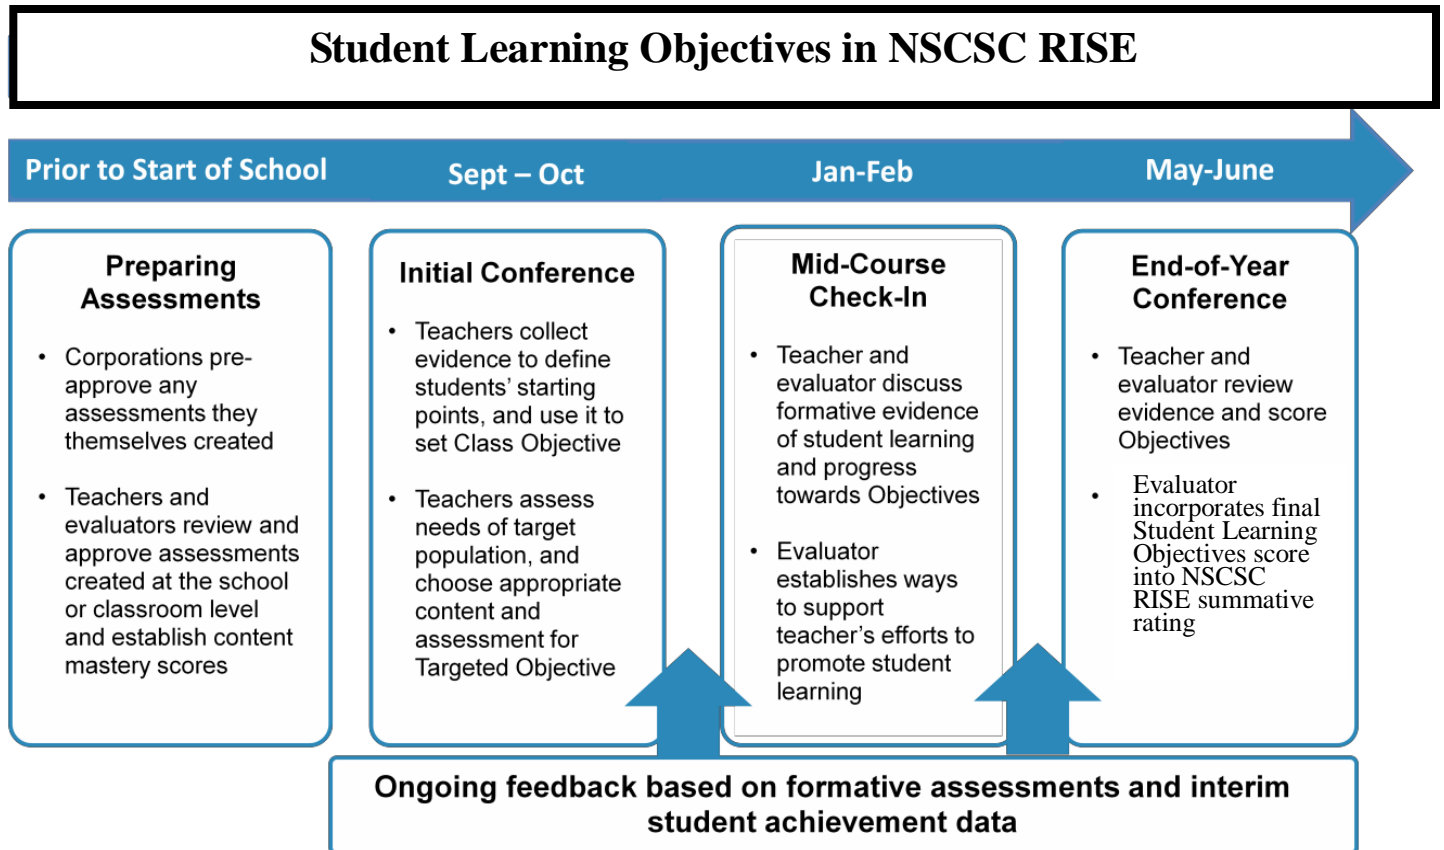 Student Learning Objectives in NSCSC RISE
Prior to Start of School
Sept – Oct
Jan-Feb
May-June
Preparing
Assessments
• Corporations pre-
approve any
assessments they
themselves created
• Teachers and
evaluators review and
approve assessments
created at the school
or classroom level
and establish content
mastery scores
Initial Conference
• Teachers collect
evidence to define
students’ starting
points, and use it to
set Class Objective
• Teachers assess
needs of target
population, and
choose appropriate
content and
assessment for
Targeted Objective
Mid-Course
Check-In
• Teacher and
evaluator discuss
formative evidence
of student learning
and progress
towards Objectives
• Evaluator
establishes ways
to support
teacher’s efforts to
promote student
learning
End-of-Year
Conference
• Teacher and
evaluator review
evidence and score
Objectives
• Evaluator
incorporates final
Student Learning
Objectives score
into NSCSC
RISE summative
rating
Ongoing feedback based on formative assessments and interim
student achievement data